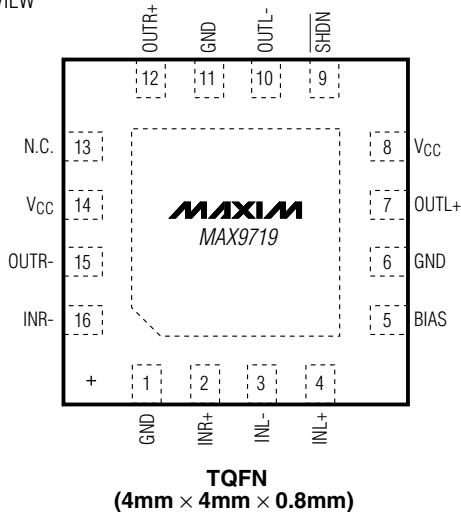 VIEW
OUTR+ GND OUTL- SHDN
12 11 10 9
N.C. 13 8 VCC
VCC 14 7 OUTL+
MAXIM
MAX9719
OUTR- 15 6 GND
INR- 16 5 BIAS
+ 1 2 3 4
GND INR+ INL- INL+
TQFN
(4mm × 4mm × 0.8mm)